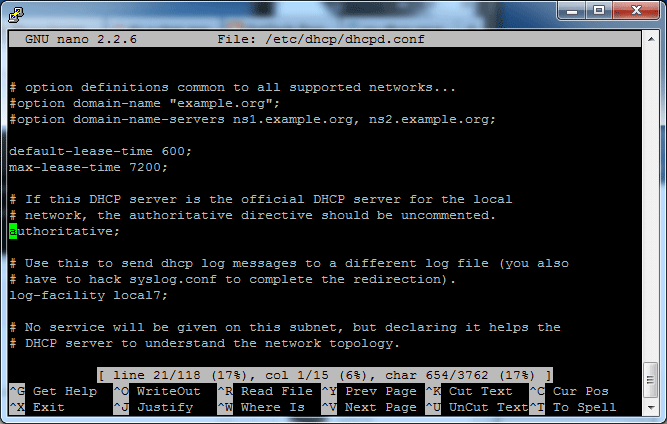 GNU nano 2.2.6 File: /etc/dhcp/dhcpd.conf
# option definitions common to all supported networks...
#option domain-name "example.org";
#option domain-name-servers ns1.example.org, ns2.example.org;
default-lease-time 600;
max-lease-time 7200;
# If this DHCP server is the official DHCP server for the local
# network, the authoritative directive should be uncommented.
authoritative;
# Use this to send dhcp log messages to a different log file (you also
# have to hack syslog.conf to complete the redirection).
log-facility local7;
# No service will be given on this subnet, but declaring it helps the
# DHCP server to understand the network topology.
[ line 21/118 (17%), col 1/15 (6%), char 654/3762 (17%) ]
^G Get Help ^O WriteOut ^R Read File ^Y Prev Page ^K Cut Text ^C Cur Pos
^X Exit ^J Justify ^W Where Is ^V Next Page ^U UnCut Text^T To Spell